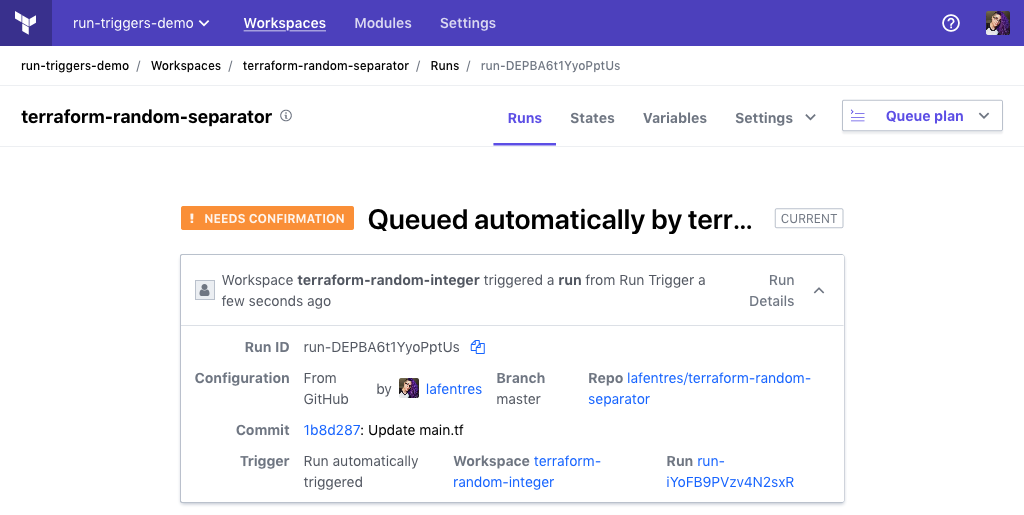 run-triggers-demo Workspaces Modules Settings
run-triggers-demo / Workspaces / terraform-random-separator / Runs / run-DEPBA6t1YyoPptUs
terraform-random-separator Runs States Variables Settings Queue plan
! NEEDS CONFIRMATION Queued automatically by terr... CURRENT
Workspace terraform-random-integer triggered a run from Run Trigger a
few seconds ago
Run
Details
Run ID run-DEPBA6t1YyoPptUs
Configuration From
GitHub
by lafentres
Branch
master
Repo lafentres/terraform-random-
separator
Commit 1b8d287: Update main.tf
Trigger Run automatically
triggered
Workspace terraform-
random-integer
Run run-
iYoFB9PVzv4N2sxR